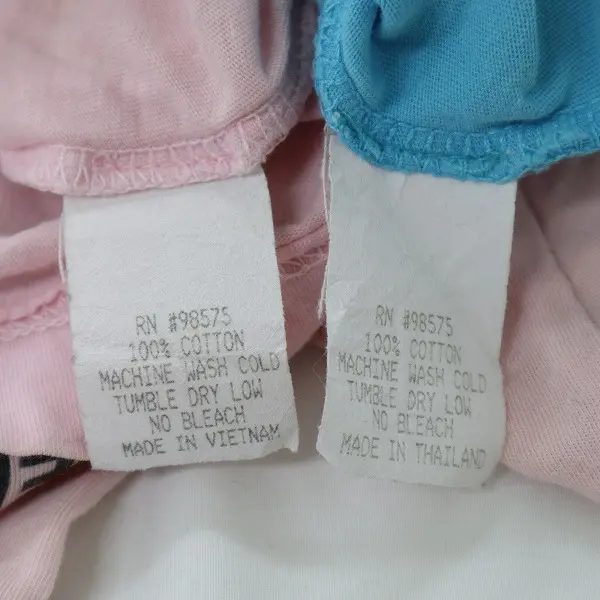 RN #98575
100% COTTON
MACHINE WASH COLD
TUMBLE DRY LOW
NO BLEACH
MADE IN VIETNAM
RN #98575
100% COTTON
MACHINE WASH COLD
TUMBLE DRY LOW
NO BLEACH
MADE IN THAILAND